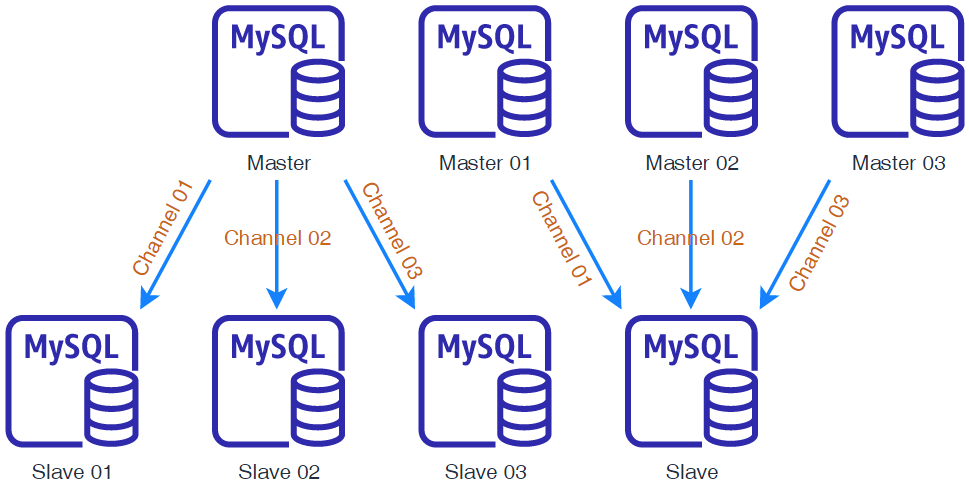 MySQL
MySQL
MySQL
MySQL
Master
Master 01
Master 02
Master 03
Channel 01
Channel 02
Channel 03
Channel 01
Channel 02
Channel 03
MySQL
MySQL
MySQL
MySQL
Slave 01
Slave 02
Slave 03
Slave